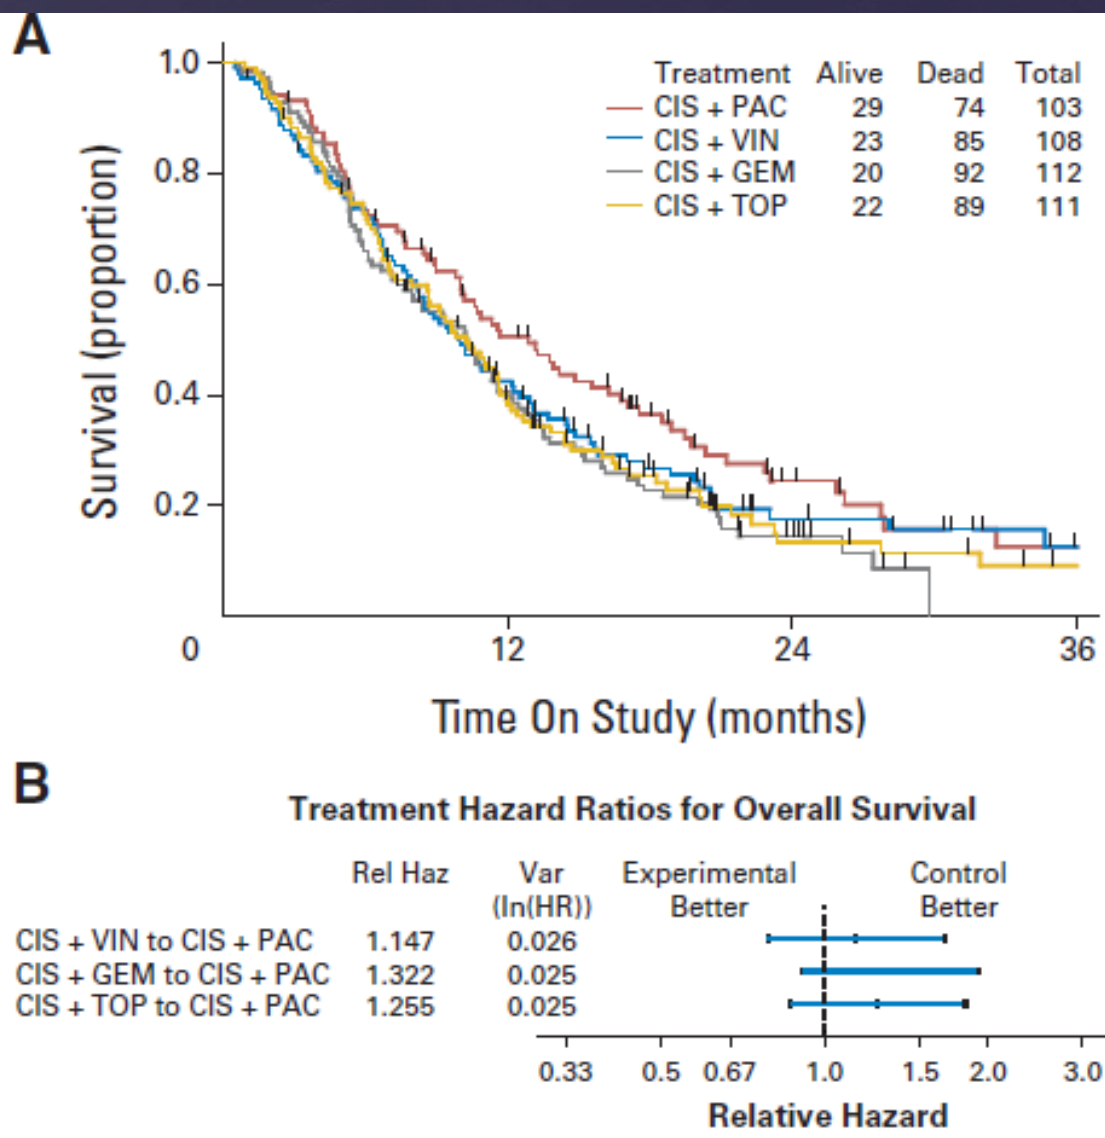 A
Treatment Alive Dead Total
CIS + PAC 29 74 103
CIS + VIN 23 85 108
CIS + GEM 20 92 112
CIS + TOP 22 89 111
1.0
0.8
0.6
0.4
0.2
Survival (proportion)
0 12 24 36
Time On Study (months)
B
Treatment Hazard Ratios for Overall Survival
Rel Haz Var Experimental Control
(ln(HR)) Better Better
CIS + VIN to CIS + PAC 1.147 0.026
CIS + GEM to CIS + PAC 1.322 0.025
CIS + TOP to CIS + PAC 1.255 0.025
0.33 0.5 0.67 1.0 1.5 2.0 3.0
Relative Hazard